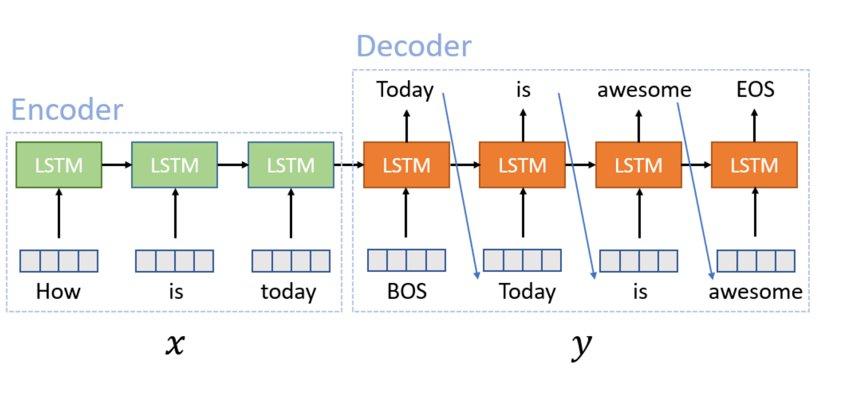 Decoder
Encoder
Today is awesome EOS
LSTM LSTM LSTM LSTM LSTM LSTM LSTM
How is today BOS Today is awesome
x y